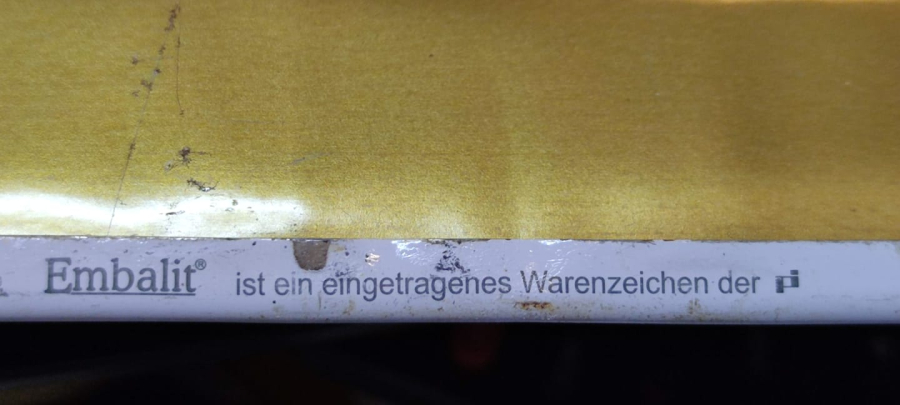 Embalit® ist ein eingetragenes Warenzeichen der